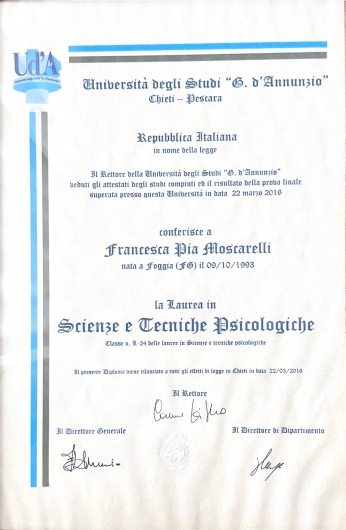 Ud'A
Università degli Studi "G. d'Annunzio"
Chieti - Pescara
Repubblica Italiana
in nome della legge
Il Rettore della Università degli Studi "G. d'Annunzio"
veduti gli attestati degli studi compiuti ed il risultato della prova finale
superata presso questa Università in data 22 marzo 2016
conferisce a
Francesca Pia Moscarelli
nata a Foggia (FG) il 09/10/1993
la Laurea in
Scienze e Tecniche Psicologiche
Classe n. L-24 delle lauree in Scienze e tecniche psicologiche
Il presente Diploma viene rilasciato a tutti gli effetti di legge in Chieti in data 22/03/2016
Il Rettore
Il Direttore Generale
Il Direttore di Dipartimento